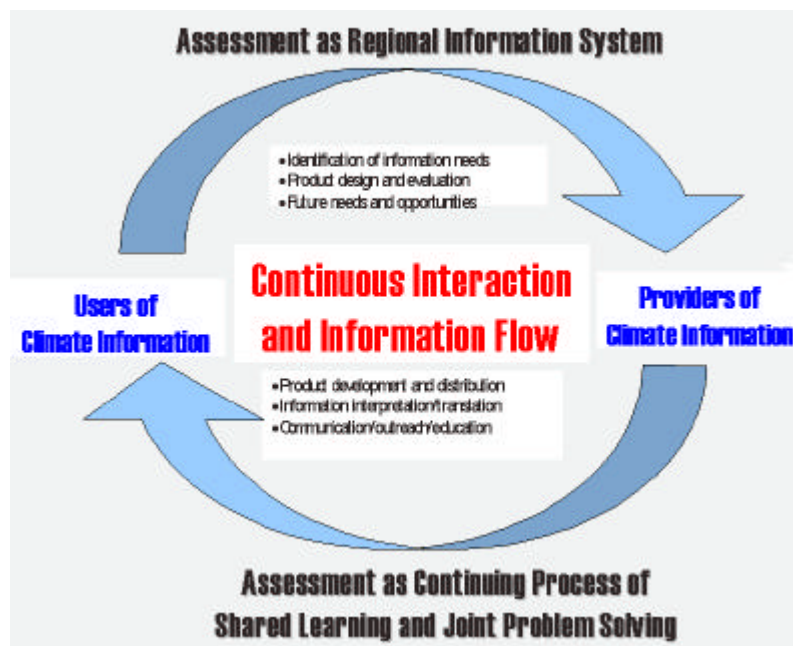 Assessment as Regional Information System
•Identification of information needs
•Product design and evaluation
•Future needs and opportunities
Users of
Climate Information
Continuous Interaction
and Information Flow
Providers of
Climate Information
•Product development and distribution
•Information interpretation/translation
•Communication/outreach/education
Assessment as Continuing Process of
Shared Learning and Joint Problem Solving